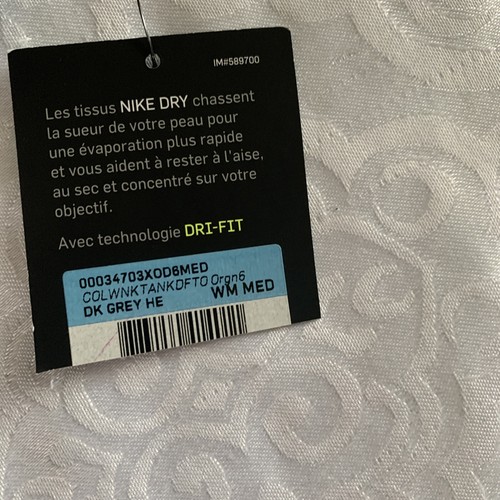 IM#589700
Les tissus NIKE DRY chassent
la sueur de votre peau pour
une évaporation plus rapide
et vous aident à rester à l'aise,
au sec et concentré sur votre
objectif.
Avec technologie DRI-FIT
00034703XOD6MED
COLWNKTANKDFTO Orgn6
DK GREY HE WM MED